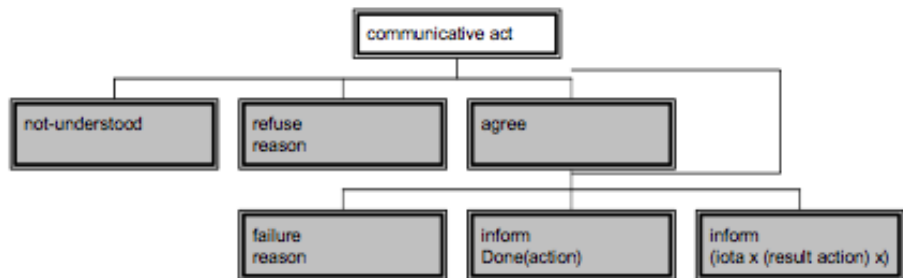 communicative act
not-understood
refuse
reason
agree
failure
reason
inform
Done(action)
inform
(iota x (result action) x)